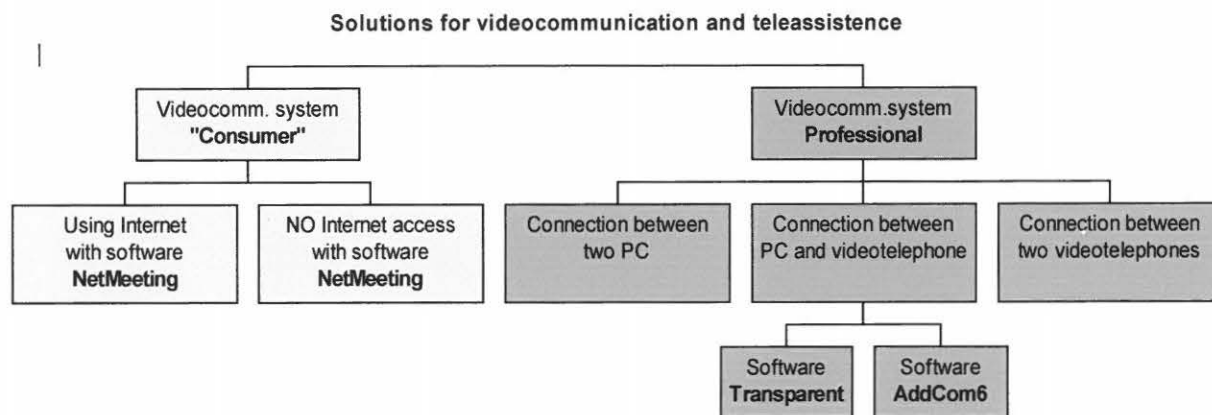 Solutions for videocommunication and teleassistence
Videocomm. system
"Consumer"
Videocomm.system
Professional
Using Internet
with software
NetMeeting
NO Internet access
with software
NetMeeting
Connection between
two PC
Connection between
PC and videotelephone
Connection between
two videotelephones
Software
Transparent
Software
AddCom6